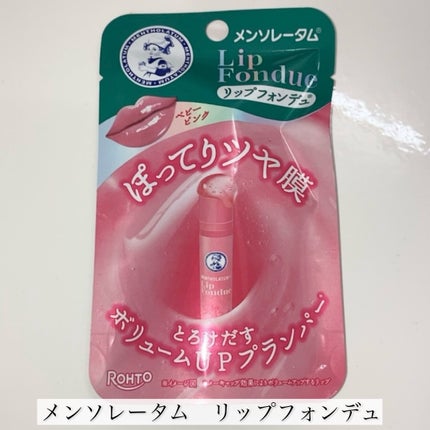 メンソレータム®
Lip
Fondue
リップフォンデュ
MENTHOLATUM
ベビー
ピンク
ぽってりツヤ膜
MENTHOLATUM
Lip
Fondue
とろけだす
ボリュームUPプランパー
ROHTO
メンソレータム リップフォンデュ